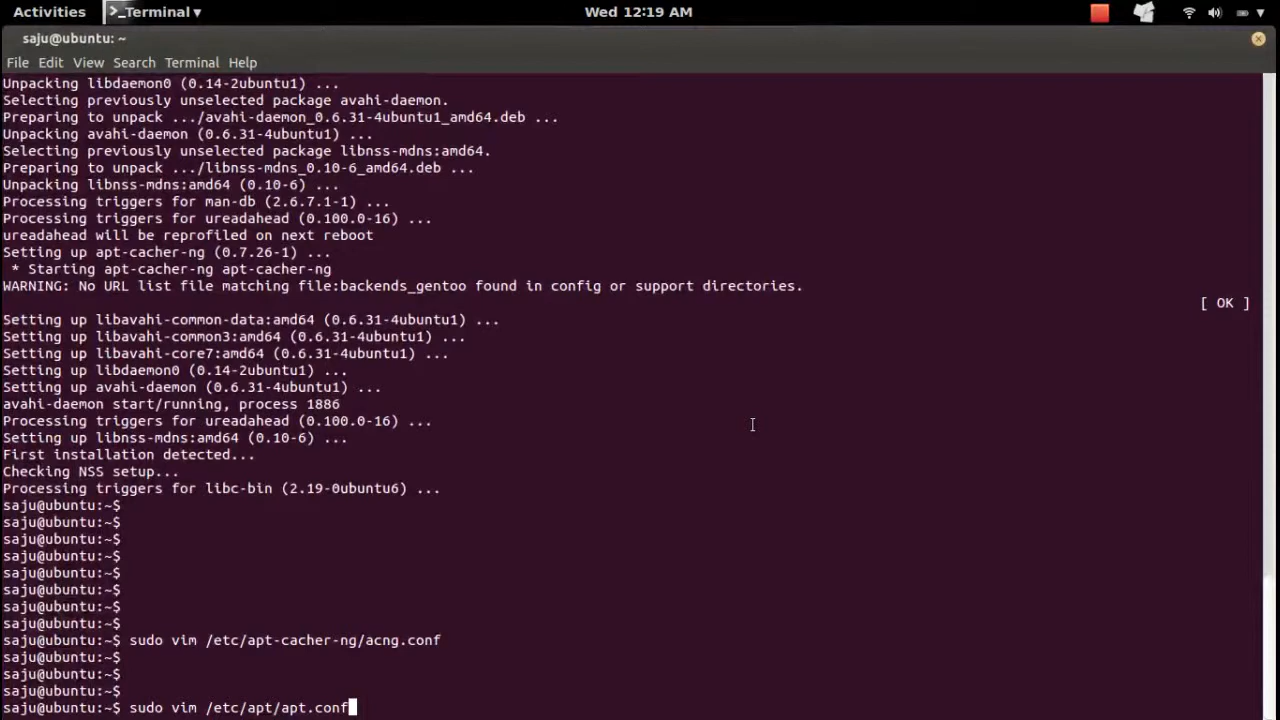 Activities
Terminal
Wed 12:19 AM
saju@ubuntu: ~
File Edit View Search Terminal Help
Unpacking libdaemon0 (0.14-2ubuntu1) ...
Selecting previously unselected package avahi-daemon.
Preparing to unpack .../avahi-daemon_0.6.31-4ubuntu1_amd64.deb ...
Unpacking avahi-daemon (0.6.31-4ubuntu1) ...
Selecting previously unselected package libnss-mdns:amd64.
Preparing to unpack .../libnss-mdns_0.10-6_amd64.deb ...
Unpacking libnss-mdns:amd64 (0.10-6) ...
Processing triggers for man-db (2.6.7.1-1) ...
Processing triggers for ureadahead (0.100.0-16) ...
ureadahead will be reprofiled on next reboot
Setting up apt-cacher-ng (0.7.26-1) ...
 * Starting apt-cacher-ng apt-cacher-ng
WARNING: No URL list file matching file:backends_gentoo found in config or support directories.
[ OK ]
Setting up libavahi-common-data:amd64 (0.6.31-4ubuntu1) ...
Setting up libavahi-common3:amd64 (0.6.31-4ubuntu1) ...
Setting up libavahi-core7:amd64 (0.6.31-4ubuntu1) ...
Setting up libdaemon0 (0.14-2ubuntu1) ...
Setting up avahi-daemon (0.6.31-4ubuntu1) ...
avahi-daemon start/running, process 1886
Processing triggers for ureadahead (0.100.0-16) ...
Setting up libnss-mdns:amd64 (0.10-6) ...
First installation detected...
Checking NSS setup...
Processing triggers for libc-bin (2.19-0ubuntu6) ...
saju@ubuntu:~$
saju@ubuntu:~$
saju@ubuntu:~$
saju@ubuntu:~$
saju@ubuntu:~$
saju@ubuntu:~$
saju@ubuntu:~$
saju@ubuntu:~$
saju@ubuntu:~$ sudo vim /etc/apt-cacher-ng/acng.conf
saju@ubuntu:~$
saju@ubuntu:~$
saju@ubuntu:~$
saju@ubuntu:~$ sudo vim /etc/apt/apt.conf